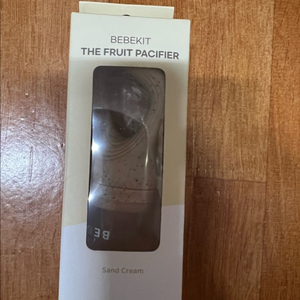 BEBEKIT
THE FRUIT PACIFIER
BE
Sand Cream